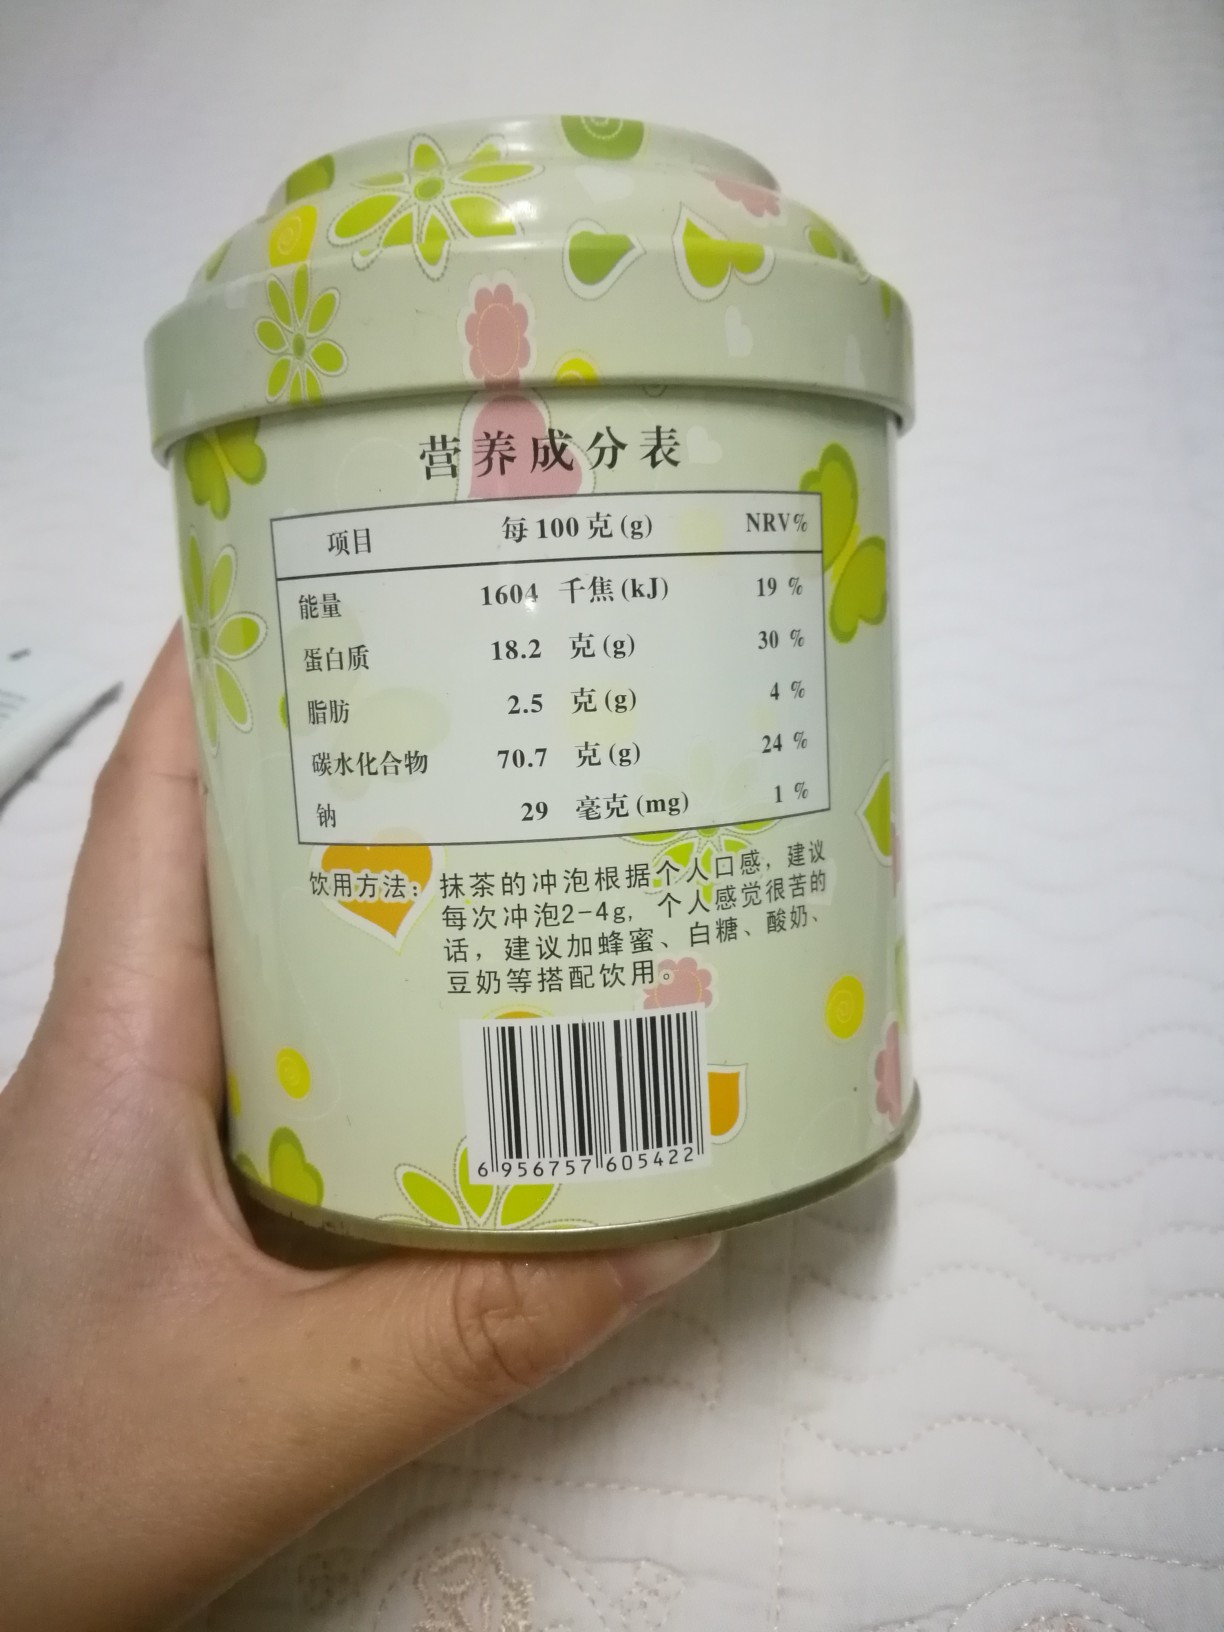 营养成分表
项目 每100克(g) NRV%
能量 1604 千焦(kJ) 19 %
蛋白质 18.2 克(g) 30 %
脂肪 2.5 克(g) 4 %
碳水化合物 70.7 克(g) 24 %
钠 29 毫克(mg) 1 %
饮用方法：抹茶的冲泡根据个人口感，建议
每次冲泡2-4g，个人感觉很苦的
话，建议加蜂蜜、白糖、酸奶、
豆奶等搭配饮用。
6 956757 605422